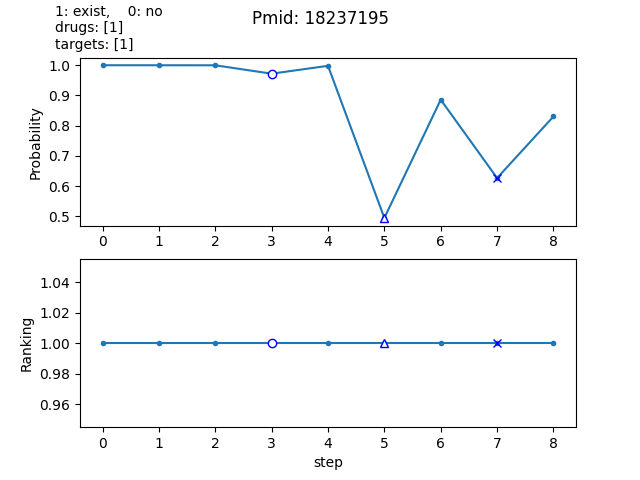 1: exist,    0: no
Pmid: 18237195
drugs: [1]
targets: [1]
1.0
0.9
0.8
0.7
0.6
0.5
Probability
0 1 2 3 4 5 6 7 8
1.04
1.02
1.00
0.98
0.96
Ranking
0 1 2 3 4 5 6 7 8
step